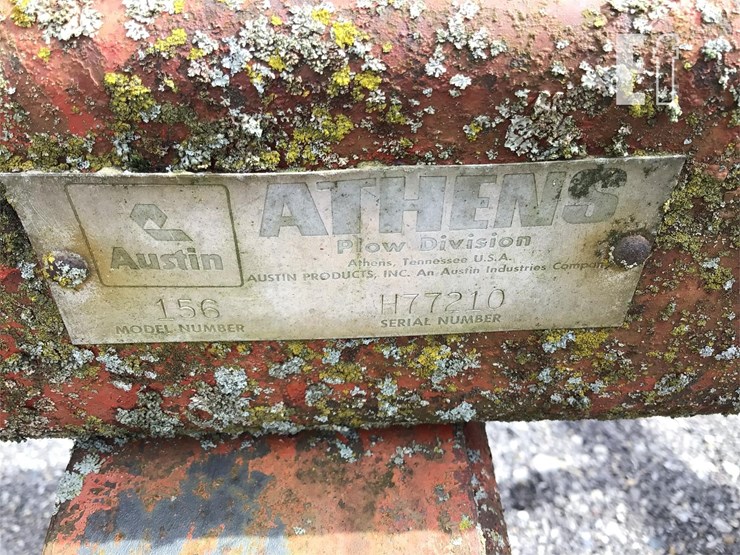 ET
Austin
ATHENS
Plow Division
Athens, Tennessee U.S.A.
AUSTIN PRODUCTS, INC. An Austin Industries Company
156
MODEL NUMBER
H77210
SERIAL NUMBER